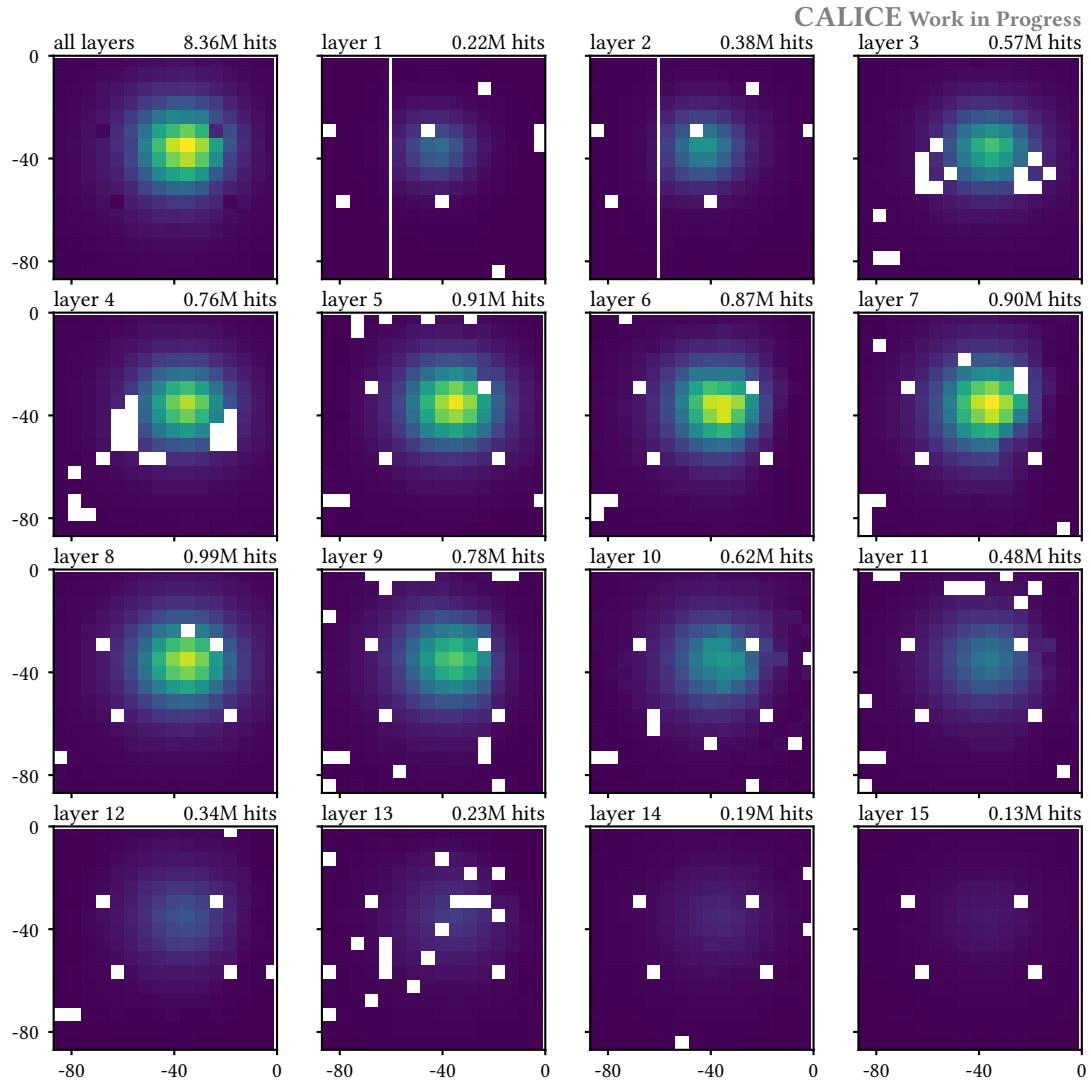 CALICE Work in Progress
all layers 8.36M hits layer 1 0.22M hits layer 2 0.38M hits layer 3 0.57M hits
0
-40
-80
layer 4 0.76M hits layer 5 0.91M hits layer 6 0.87M hits layer 7 0.90M hits
0
-40
-80
layer 8 0.99M hits layer 9 0.78M hits layer 10 0.62M hits layer 11 0.48M hits
0
-40
-80
layer 12 0.34M hits layer 13 0.23M hits layer 14 0.19M hits layer 15 0.13M hits
0
-40
-80
-80 -40 0 -80 -40 0 -80 -40 0 -80 -40 0